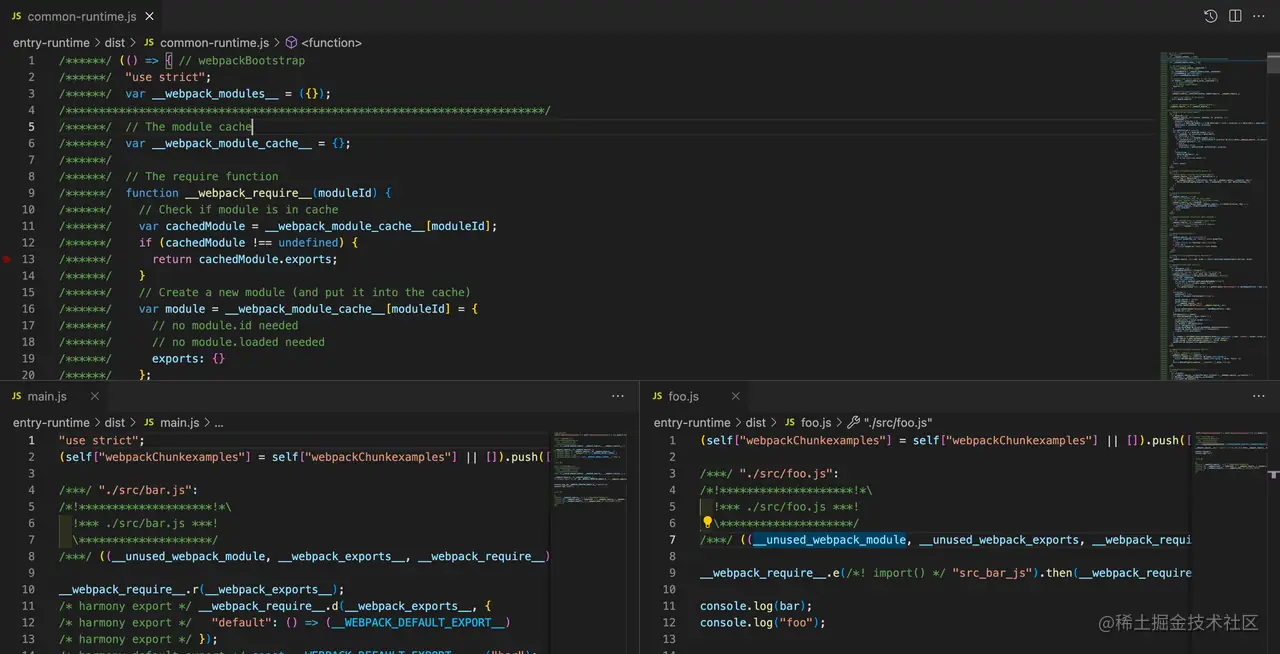 JS common-runtime.js
entry-runtime > dist > JS common-runtime.js > <function>
1 /******/ (() => { // webpackBootstrap
2 /******/ "use strict";
3 /******/ var __webpack_modules__ = ({});
4 /************************************************************************/
5 /******/ // The module cache
6 /******/ var __webpack_module_cache__ = {};
7 /******/
8 /******/ // The require function
9 /******/ function __webpack_require__(moduleId) {
10 /******/ // Check if module is in cache
11 /******/ var cachedModule = __webpack_module_cache__[moduleId];
12 /******/ if (cachedModule !== undefined) {
13 /******/ return cachedModule.exports;
14 /******/ }
15 /******/ // Create a new module (and put it into the cache)
16 /******/ var module = __webpack_module_cache__[moduleId] = {
17 /******/ // no module.id needed
18 /******/ // no module.loaded needed
19 /******/ exports: {}
20 /******/ };
JS main.js
entry-runtime > dist > JS main.js > ...
1 "use strict";
2 (self["webpackChunkexamples"] = self["webpackChunkexamples"] || []).push([
3
4 /***/ "./src/bar.js":
5 /*!********************!*\
6 !*** ./src/bar.js ***!
7 \********************/
8 /***/ ((__unused_webpack_module, __webpack_exports__, __webpack_require__)
9
10 __webpack_require__.r(__webpack_exports__);
11 /* harmony export */ __webpack_require__.d(__webpack_exports__, {
12 /* harmony export */ "default": () => (__WEBPACK_DEFAULT_EXPORT__)
13 /* harmony export */ });
JS foo.js
entry-runtime > dist > JS foo.js > "./src/foo.js"
1 (self["webpackChunkexamples"] = self["webpackChunkexamples"] || []).push([
2
3 /***/ "./src/foo.js":
4 /*!********************!*\
5 !*** ./src/foo.js ***!
6 \********************/
7 /***/ ((__unused_webpack_module, __unused_webpack_exports, __webpack_requi
8
9 __webpack_require__.e(/*! import() */ "src_bar_js").then(__webpack_require
10
11 console.log(bar);
12 console.log("foo");
13
@稀土掘金技术社区